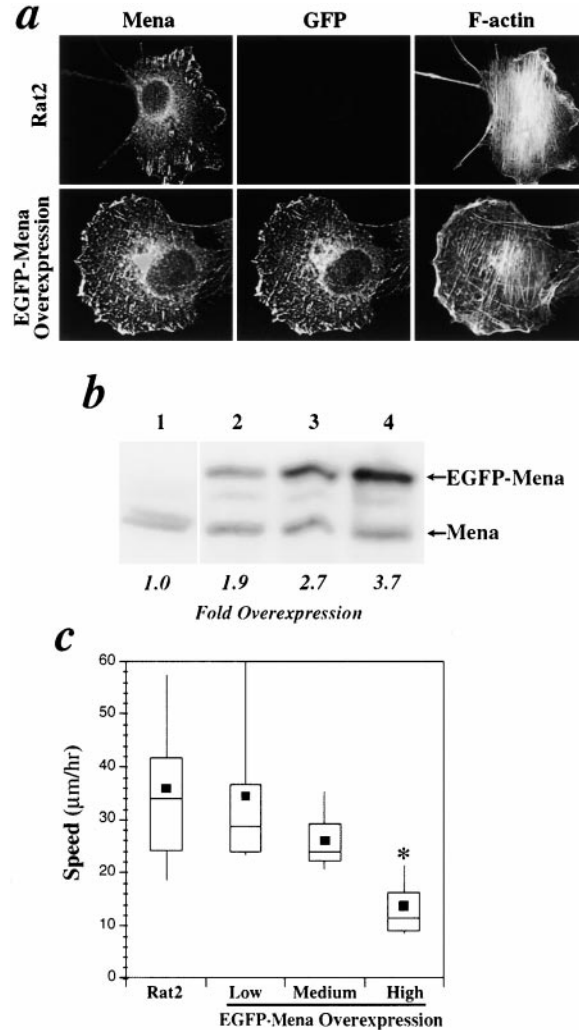 a
Mena GFP F-actin
Rat2
EGFP-Mena
Overexpression
b
1 2 3 4
←EGFP-Mena
←Mena
1.0 1.9 2.7 3.7
Fold Overexpression
c
60
50
40
30
20
10
0
Speed (µm/hr)
*
Rat2 Low Medium High
EGFP-Mena Overexpression